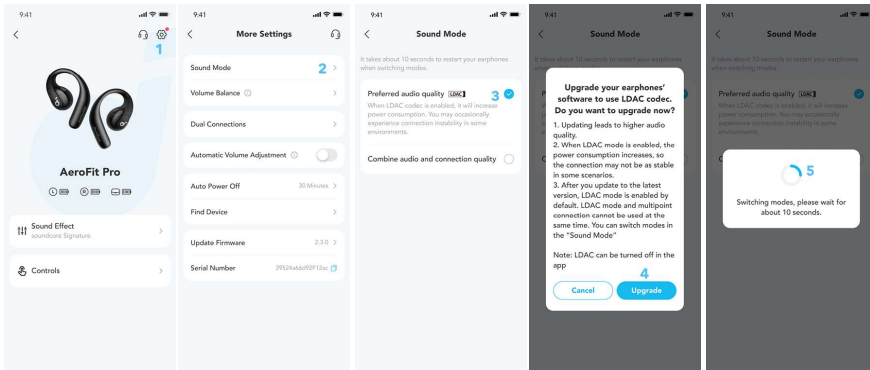 9:41
1
AeroFit Pro
L
R
Sound Effect
soundcore Signature
Controls
9:41
More Settings
Sound Mode
2
Volume Balance
Dual Connections
Automatic Volume Adjustment
Auto Power Off
30 Minutes
Find Device
Update Firmware
2.3.0
Serial Number
39524a66d92F12ac
9:41
Sound Mode
It takes about 10 seconds to restart your earphones
when switching modes.
Preferred audio quality LDAC
3
When LDAC codec is enabled, it will increase
power consumption. You may occasionally
experience connection instability in some
environments.
Combine audio and connection quality
9:41
Sound Mode
It takes about 10 seconds to restart your earphones
Upgrade your earphones'
software to use LDAC codec.
Do you want to upgrade now?
1. Updating leads to higher audio
quality.
2. When LDAC mode is enabled, the
power consumption increases, so
the connection may not be as stable
in some scenarios.
3. After you update to the latest
version, LDAC mode is enabled by
default. LDAC mode and multipoint
connection cannot be used at the
same time. You can switch modes in
the "Sound Mode"
Note: LDAC can be turned off in the
app
4
Cancel
Upgrade
9:41
Sound Mode
It takes about 10 seconds to restart your earphones
when switching modes.
Preferred audio quality LDAC
When LDAC codec is enabled, it will increase
power consumption. You may occasionally
5
Switching modes, please wait for
about 10 seconds.